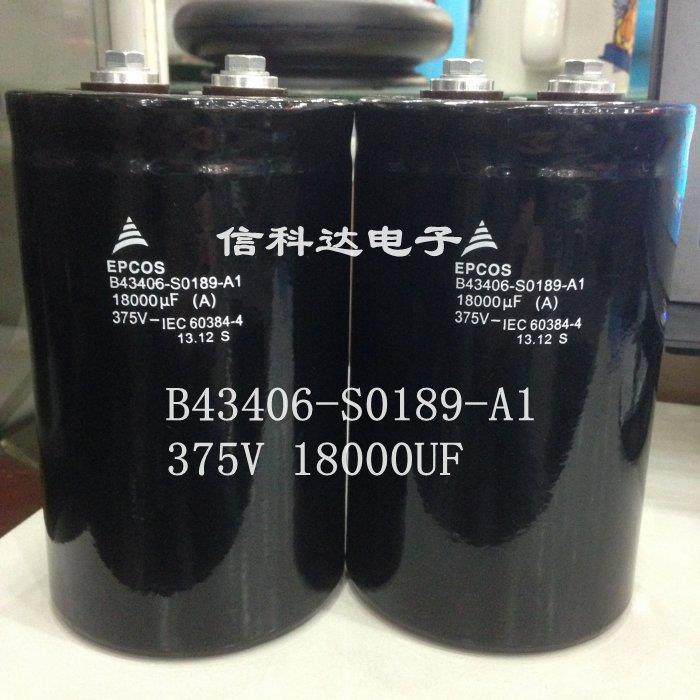 EPCOS
B43406-S0189-A1
18000µF (A)
375V- IEC 60384-4
13.12 S
信科达电子
EPCOS
B43406-S0189-A1
18000µF (A)
375V- IEC 60384-4
13.12 S
B43406-S0189-A1
375V 18000UF